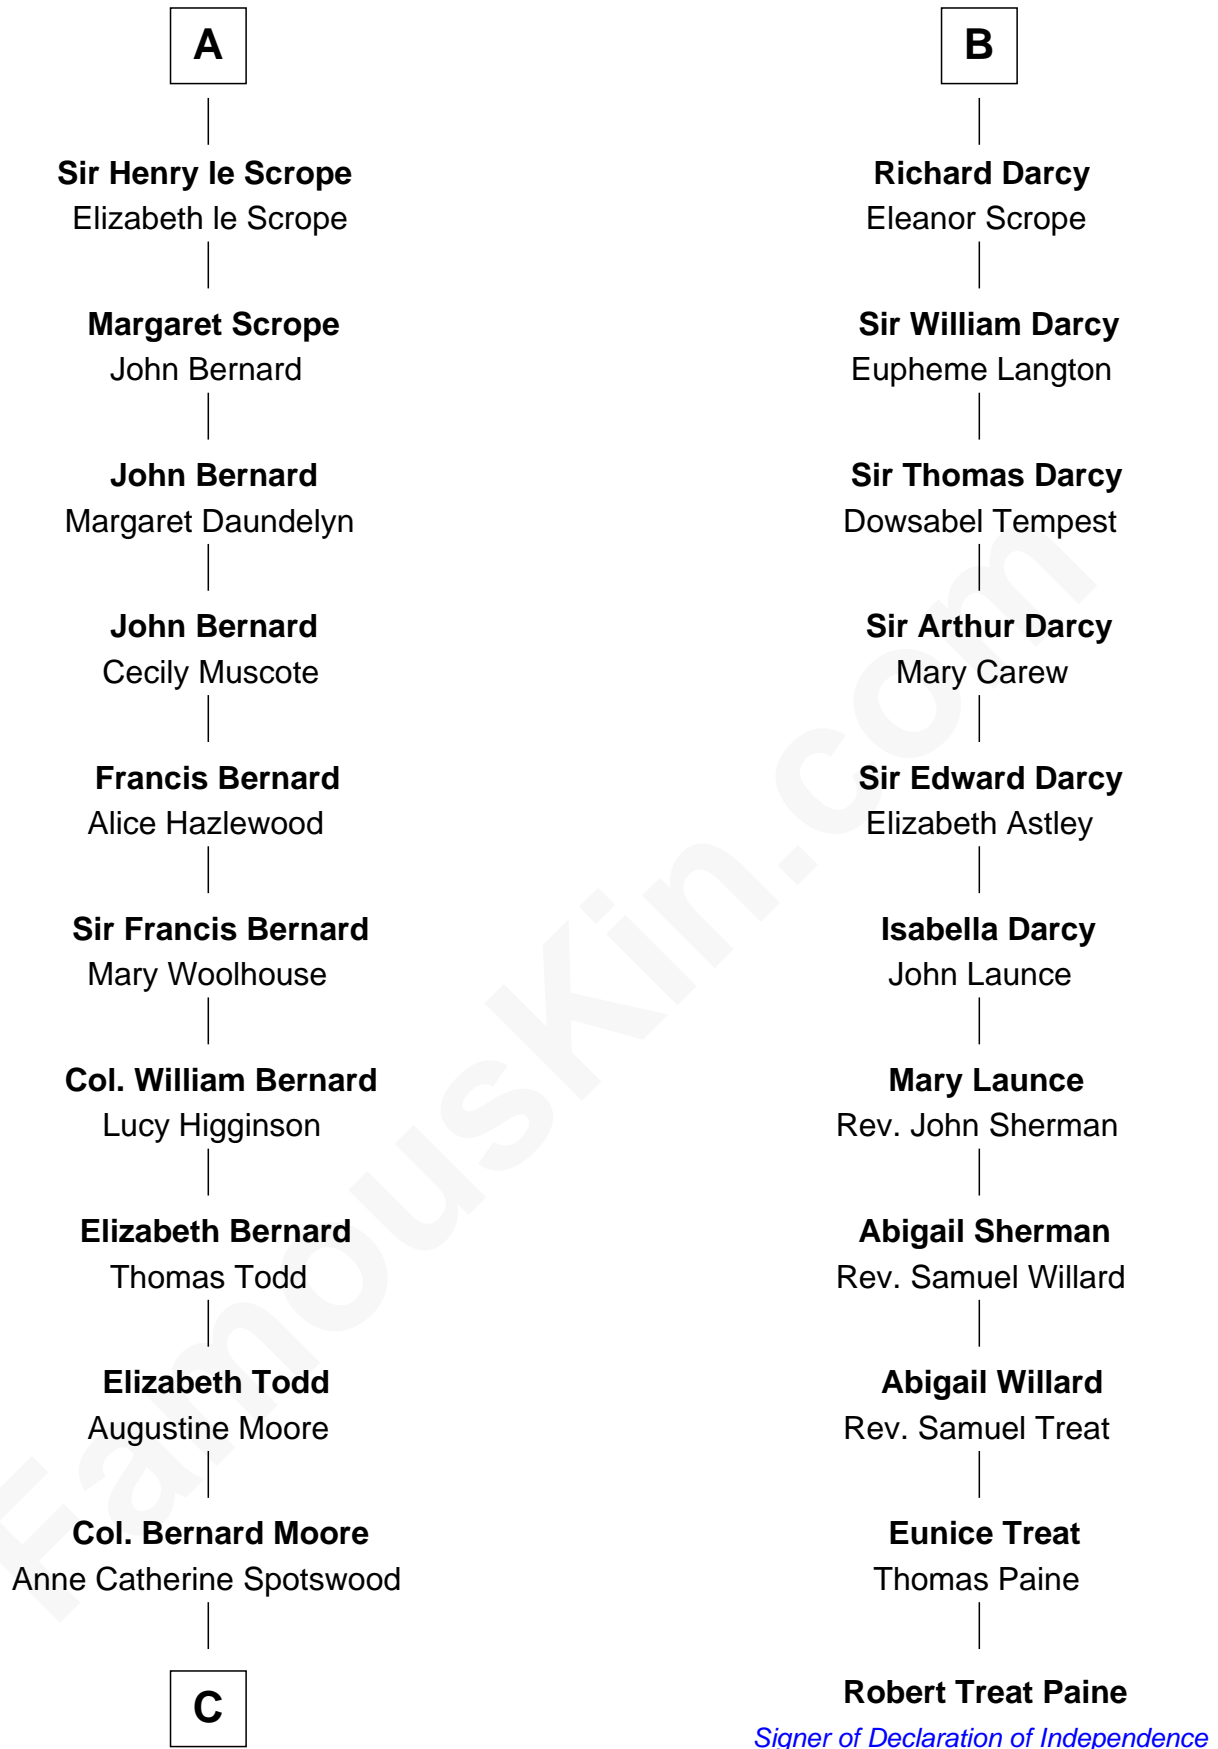 A
Sir Henry le Scrope
Elizabeth le Scrope
Margaret Scrope
John Bernard
John Bernard
Margaret Daundelyn
John Bernard
Cecily Muscote
Francis Bernard
Alice Hazlewood
Sir Francis Bernard
Mary Woolhouse
Col. William Bernard
Lucy Higginson
Elizabeth Bernard
Thomas Todd
Elizabeth Todd
Augustine Moore
Col. Bernard Moore
Anne Catherine Spotswood
C
B
Richard Darcy
Eleanor Scrope
Sir William Darcy
Eupheme Langton
Sir Thomas Darcy
Dowsabel Tempest
Sir Arthur Darcy
Mary Carew
Sir Edward Darcy
Elizabeth Astley
Isabella Darcy
John Launce
Mary Launce
Rev. John Sherman
Abigail Sherman
Rev. Samuel Willard
Abigail Willard
Rev. Samuel Treat
Eunice Treat
Thomas Paine
Robert Treat Paine
Signer of Declaration of Independence
FamousKin.com